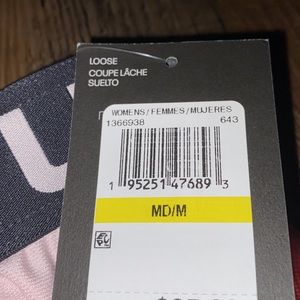 LOOSE
COUPE LÂCHE
SUELTO
WOMENS/FEMMES/MUJERES
1366938 643
1 95251 47689 3
MD/M